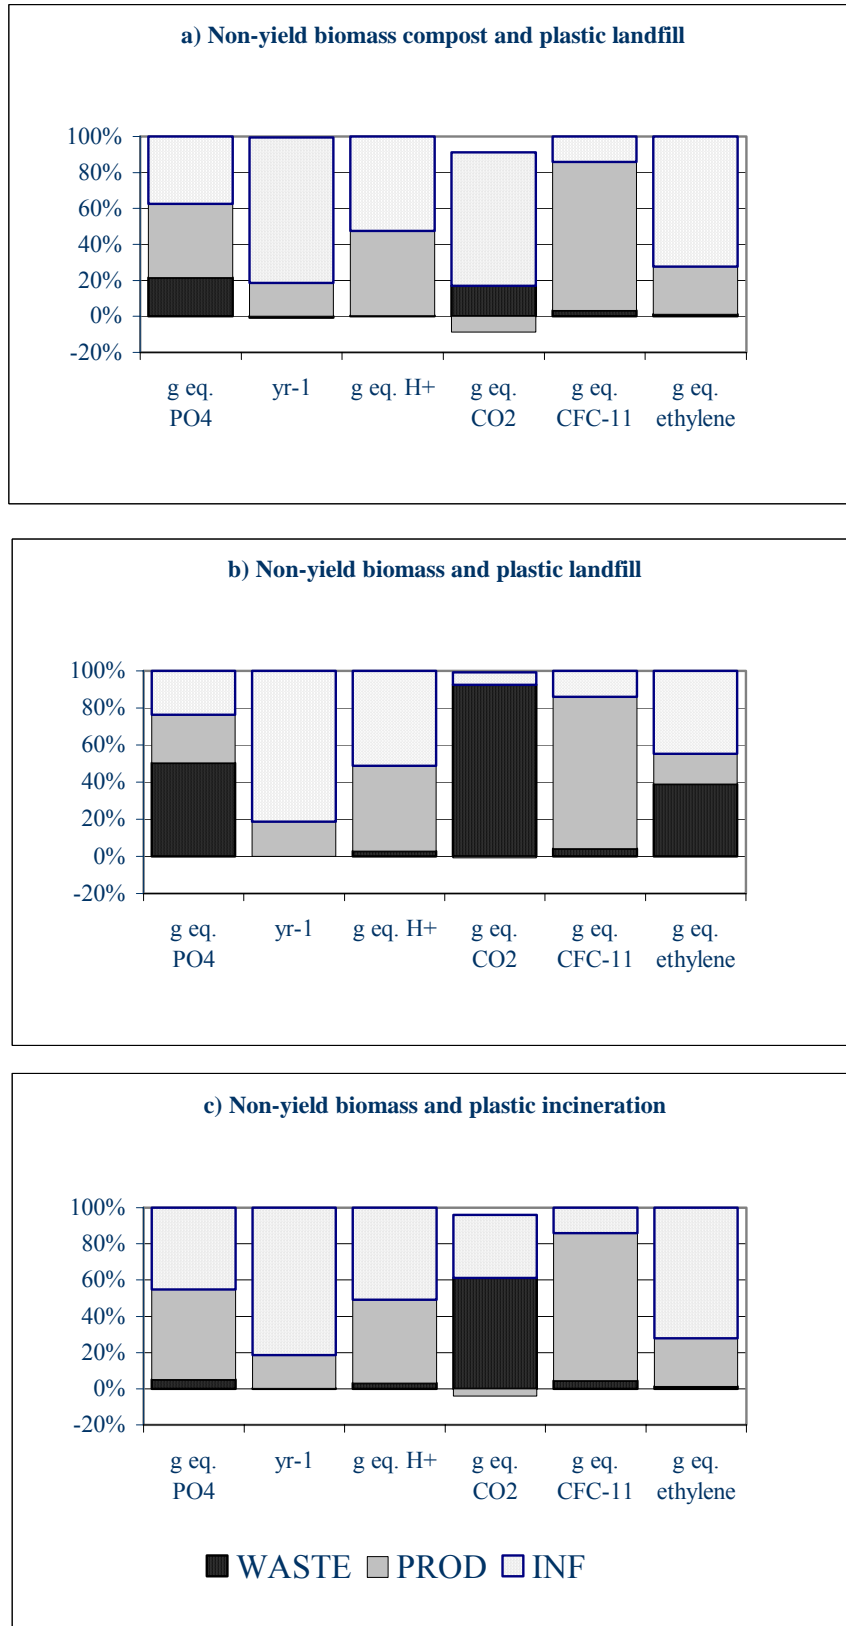 a) Non-yield biomass compost and plastic landfill
100%
80%
60%
40%
20%
0%
-20%
g eq. PO4
yr-1
g eq. H+
g eq. CO2
g eq. CFC-11
g eq. ethylene
b) Non-yield biomass and plastic landfill
100%
80%
60%
40%
20%
0%
-20%
g eq. PO4
yr-1
g eq. H+
g eq. CO2
g eq. CFC-11
g eq. ethylene
c) Non-yield biomass and plastic incineration
100%
80%
60%
40%
20%
0%
-20%
g eq. PO4
yr-1
g eq. H+
g eq. CO2
g eq. CFC-11
g eq. ethylene
WASTE PROD INF